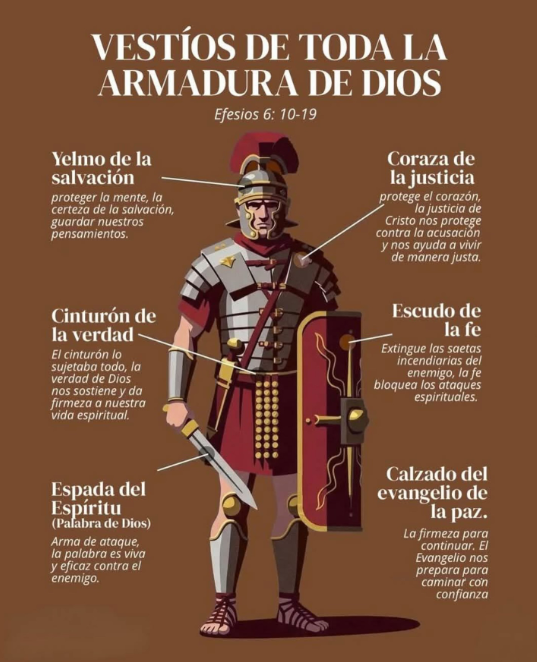 VESTÍOS DE TODA LA
ARMADURA DE DIOS
Efesios 6: 10-19
Yelmo de la
salvación
proteger la mente, la
certeza de la salvación,
guardar nuestros
pensamientos.
Coraza de
la justicia
protege el corazón,
la justicia de
Cristo nos protege
contra la acusación
y nos ayuda a vivir
de manera justa.
Cinturón de
la verdad
El cinturón lo
sujetaba todo, la
verdad de Dios
nos sostiene y da
firmeza a nuestra
vida espiritual.
Escudo de
la fe
Extingue las saetas
incendiarias del
enemigo, la fe
bloquea los ataques
espirituales.
Espada del
Espíritu
(Palabra de Dios)
Arma de ataque,
la palabra es viva
y eficaz contra el
enemigo.
Calzado del
evangelio de
la paz.
La firmeza para
continuar. El
Evangelio nos
prepara para
caminar con
confianza